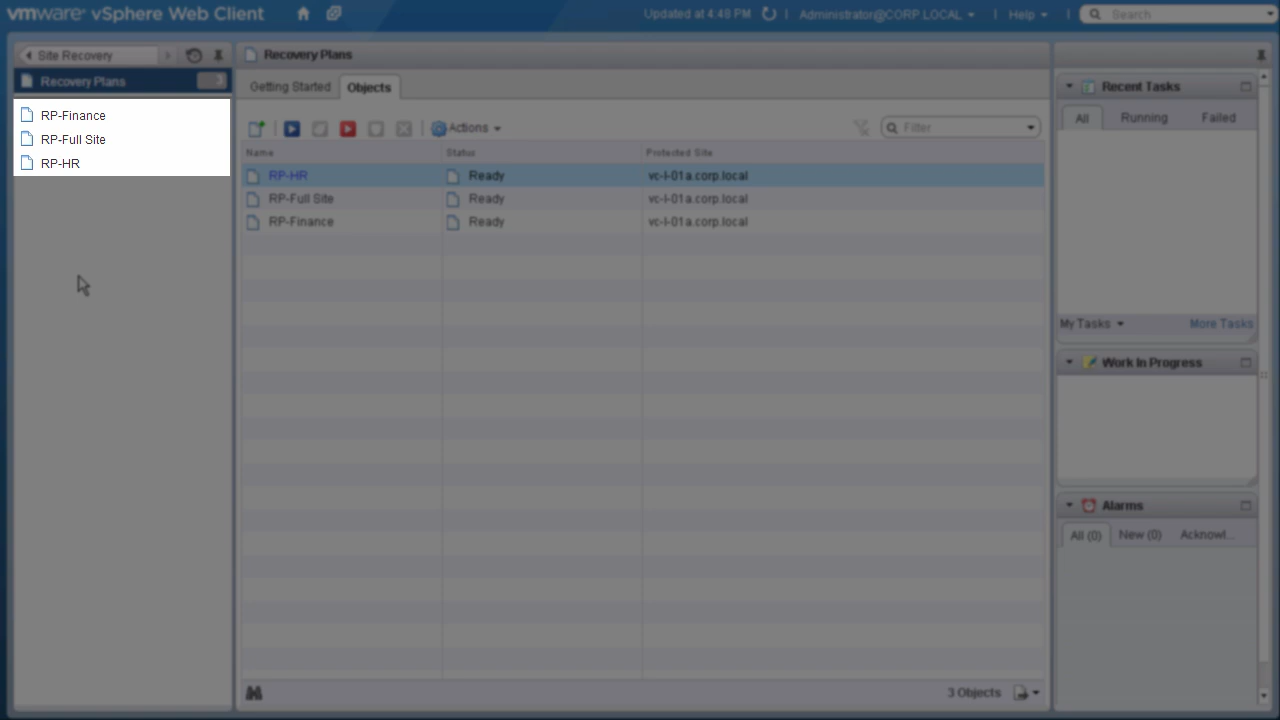 vmware® vSphere Web Client
Updated at 4:48 PM
Administrator@CORP.LOCAL
Help
Search
Site Recovery
Recovery Plans 3
RP-Finance
RP-Full Site
RP-HR
Recovery Plans
Getting Started Objects
Actions
Filter
Name Status Protected Site
RP-HR Ready vc-l-01a.corp.local
RP-Full Site Ready vc-l-01a.corp.local
RP-Finance Ready vc-l-01a.corp.local
3 Objects
Recent Tasks
All Running Failed
My Tasks More Tasks
Work In Progress
Alarms
All (0) New (0) Acknowl...